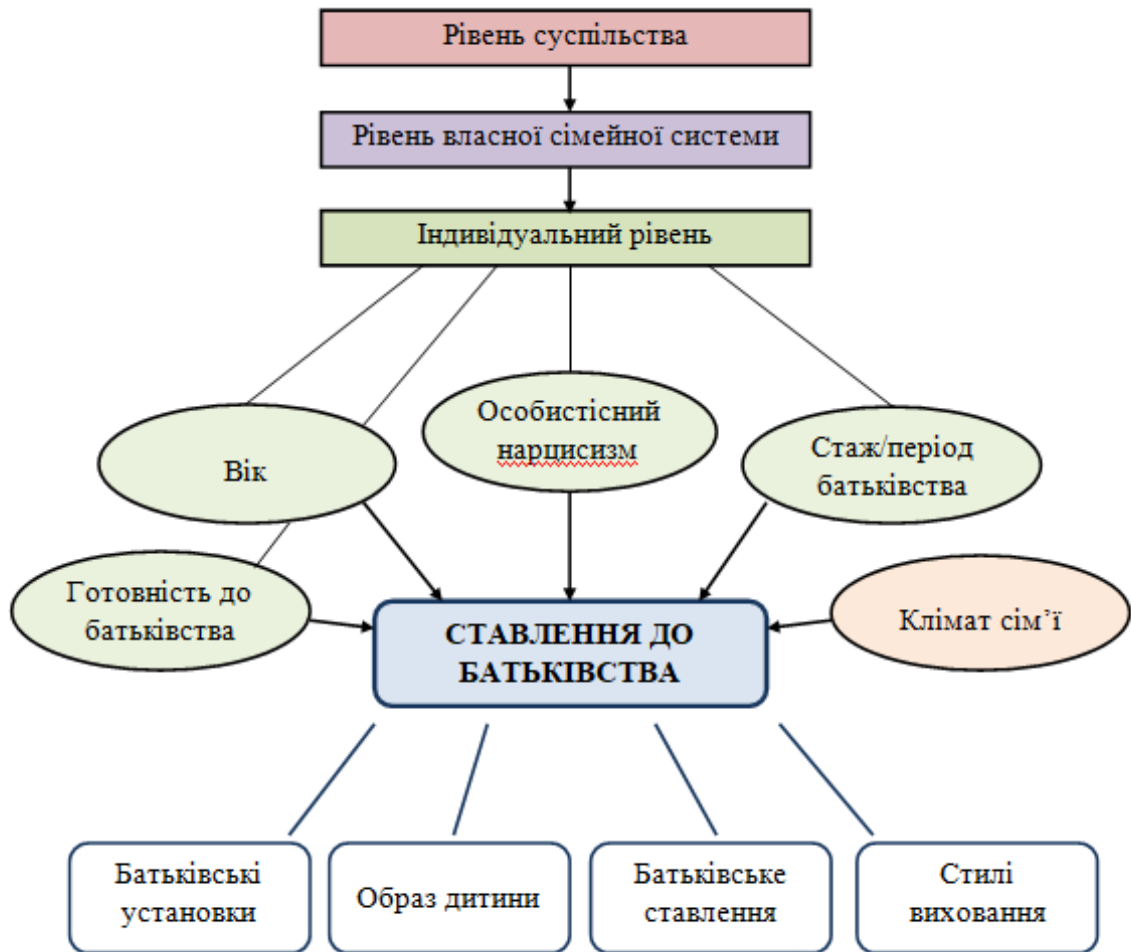 Рівень суспільства
Рівень власної сімейної системи
Індивідуальний рівень
Особистісний
нарцисизм
Вік
Стаж/період
батьківства
Готовність до
батьківства
СТАВЛЕННЯ ДО
БАТЬКІВСТВА
Клімат сім’ї
Батьківські
установки
Образ дитини
Батьківське
ставлення
Стилі
виховання